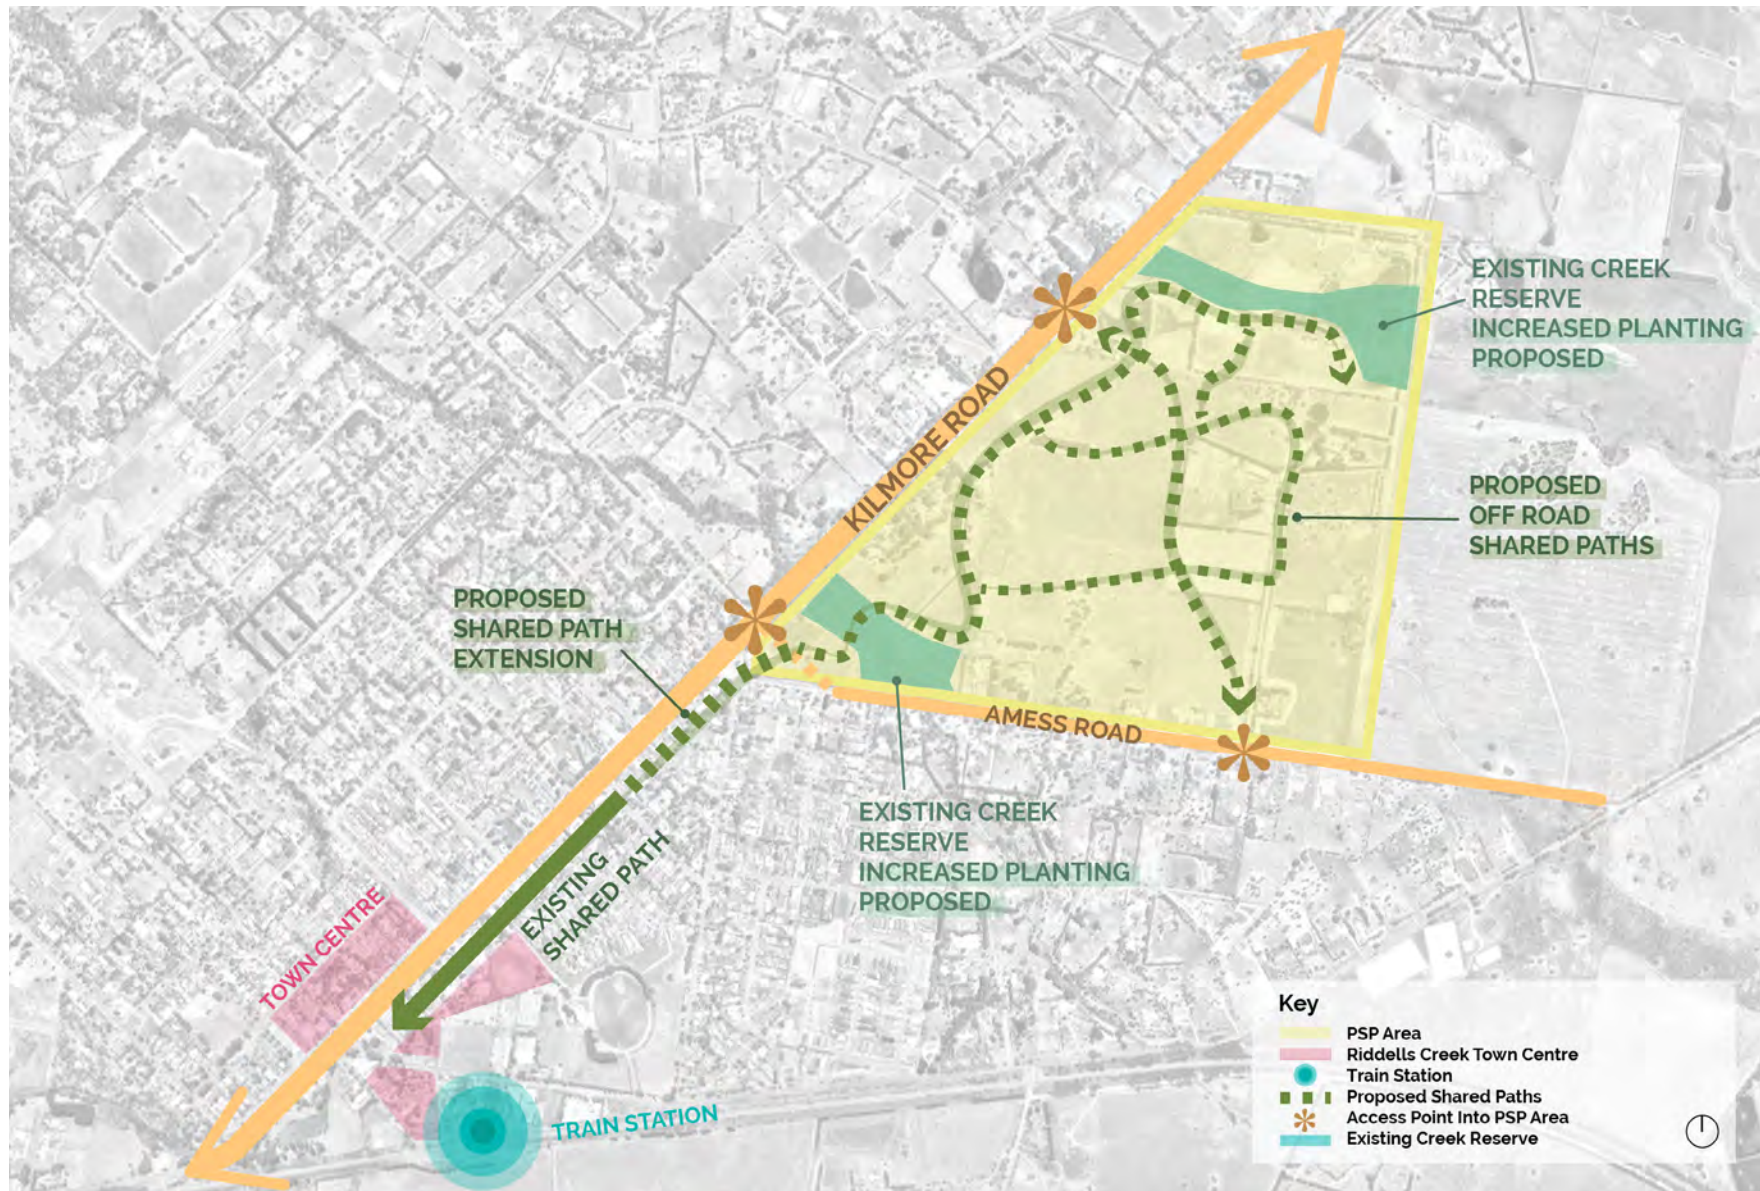 EXISTING CREEK
RESERVE
INCREASED PLANTING
PROPOSED
KILMORE ROAD
PROPOSED
OFF ROAD
SHARED PATHS
PROPOSED
SHARED PATH
EXTENSION
AMESS ROAD
EXISTING CREEK
RESERVE
INCREASED PLANTING
PROPOSED
EXISTING
SHARED PATH
TOWN CENTRE
TRAIN STATION
Key
PSP Area
Riddells Creek Town Centre
Train Station
Proposed Shared Paths
Access Point Into PSP Area
Existing Creek Reserve